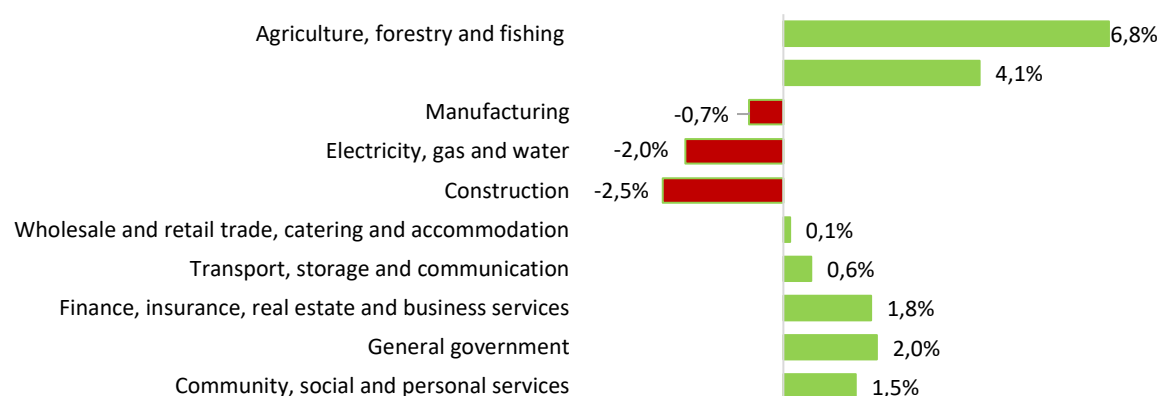 Agriculture, forestry and fishing 6,8%
4,1%
Manufacturing -0,7%
Electricity, gas and water -2,0%
Construction -2,5%
Wholesale and retail trade, catering and accommodation 0,1%
Transport, storage and communication 0,6%
Finance, insurance, real estate and business services 1,8%
General government 2,0%
Community, social and personal services 1,5%